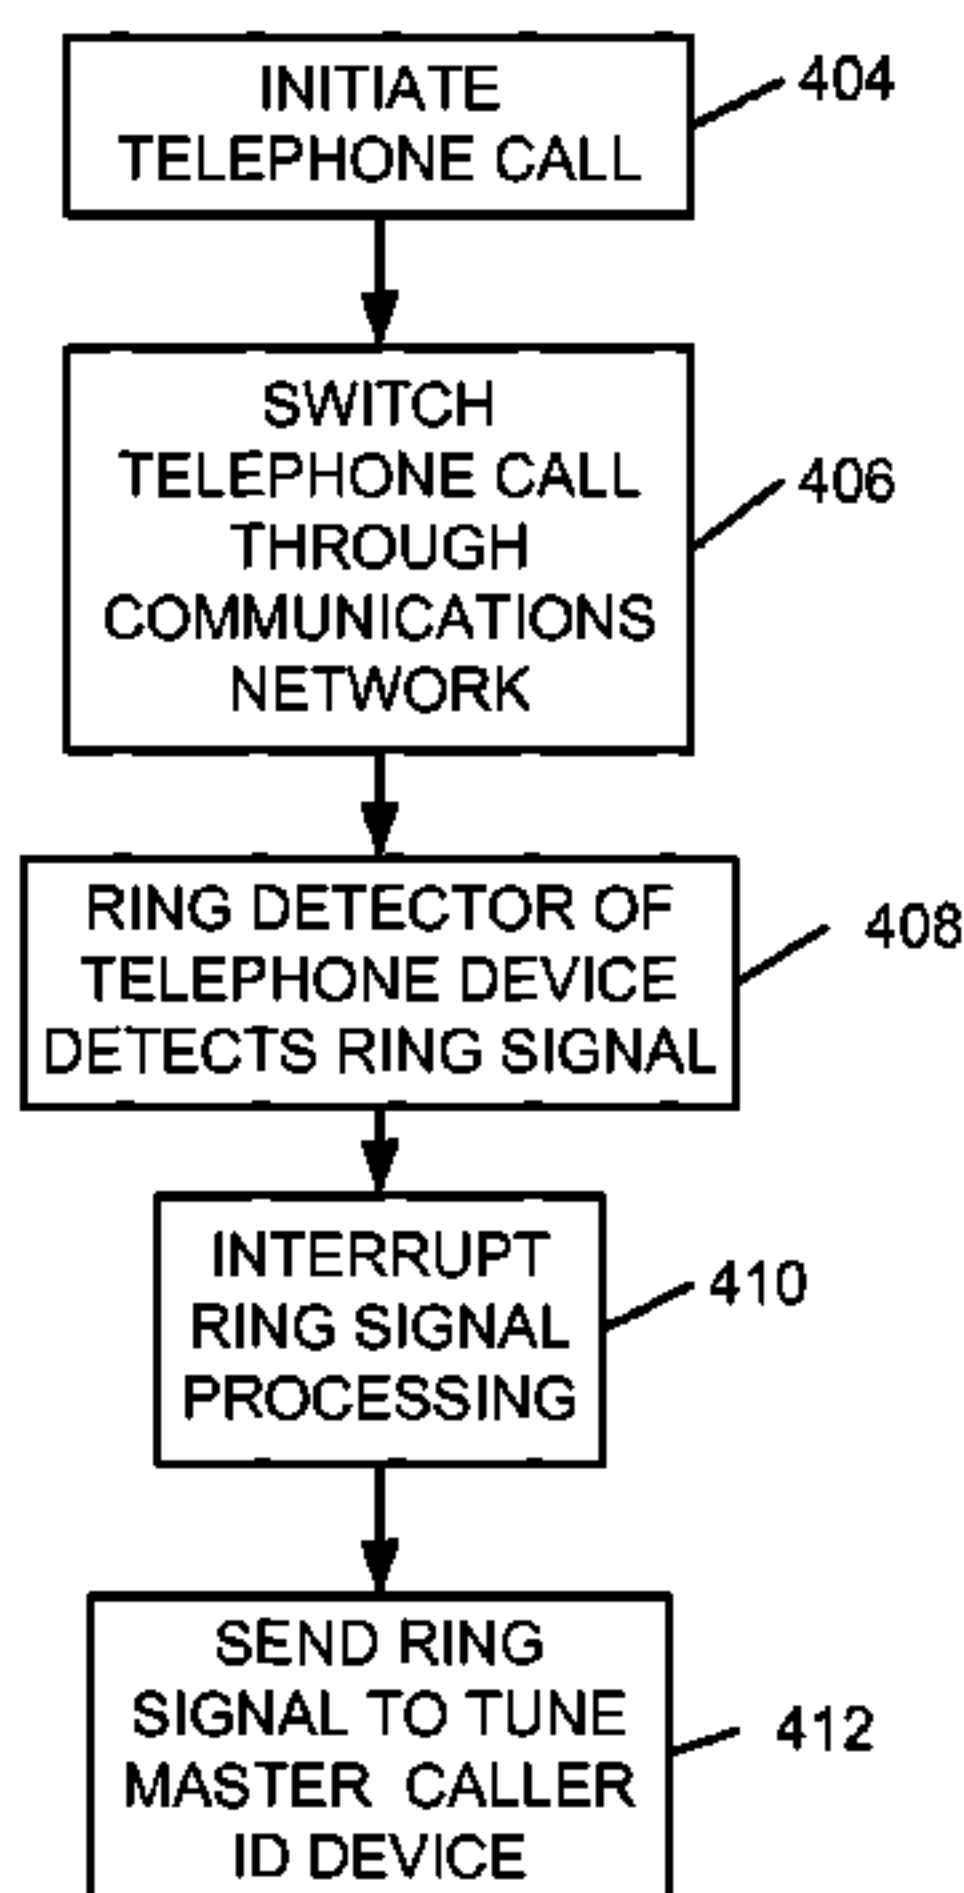 INITIATE
TELEPHONE CALL
404
SWITCH
TELEPHONE CALL
THROUGH
COMMUNICATIONS
NETWORK
406
RING DETECTOR OF
TELEPHONE DEVICE
DETECTS RING SIGNAL
408
INTERRUPT
RING SIGNAL
PROCESSING
410
SEND RING
SIGNAL TO TUNE
MASTER CALLER
ID DEVICE
412